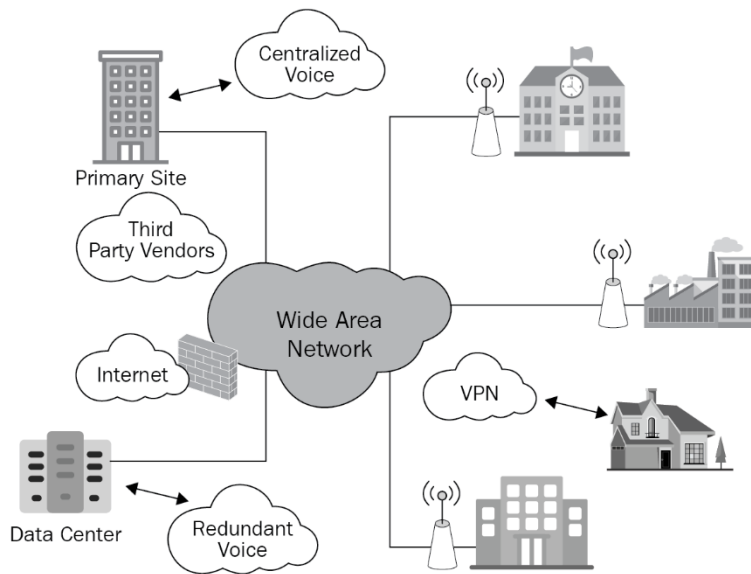 Centralized
Voice
Primary Site
Third
Party Vendors
Wide Area
Network
Internet
VPN
Data Center
Redundant
Voice